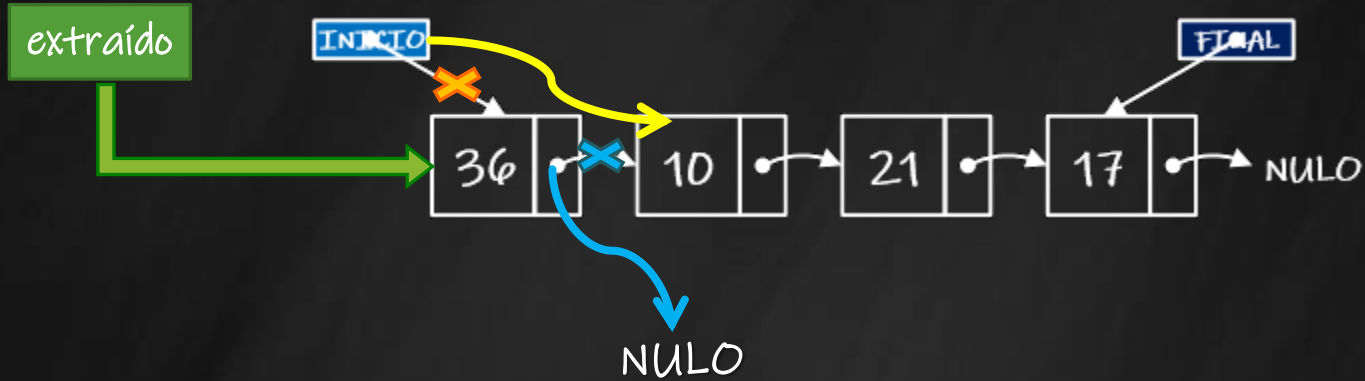 extraído
INICIO
FINAL
36
10
21
17
NULO
NULO